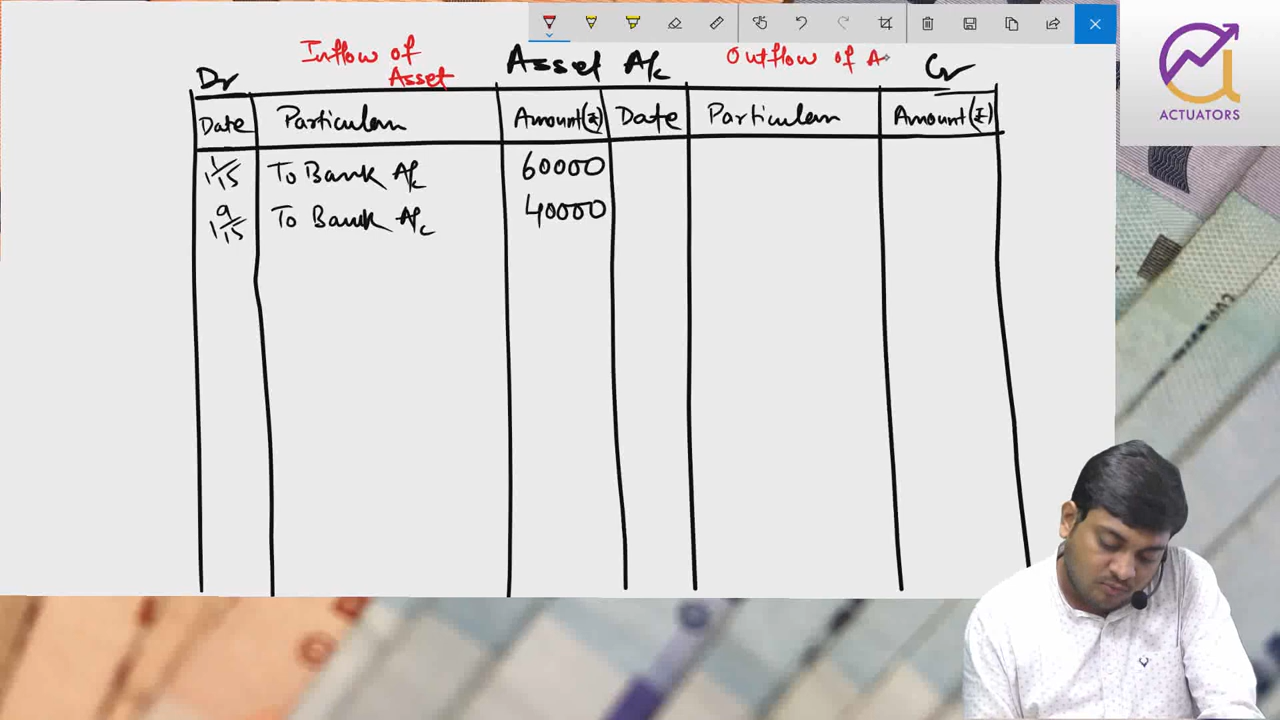 Inflow of
Asset
Asset A/c
Outflow of A
Dr
Cr
Date Particulars Amount(₹) Date Particulars Amount(₹)
1/15 To Bank A/c 60000
1 9/15 To Bank A/c 40000
ACTUATORS